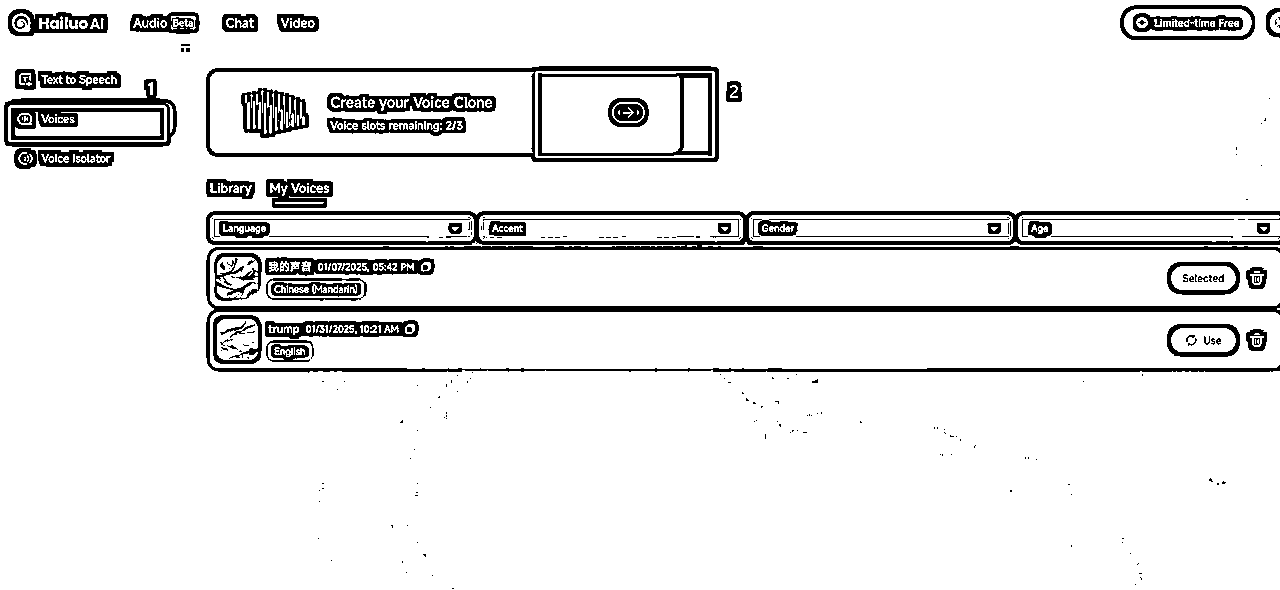 Hailuo AI Audio Beta Chat Video Limited-time Free
Text to Speech
1
Voices
Voice Isolator
Create your Voice Clone
Voice slots remaining: 2/3
2
Library My Voices
Language Accent Gender Age
我的声音 01/07/2025, 05:42 PM
Chinese (Mandarin)
Selected
trump 01/31/2025, 10:21 AM
English
Use